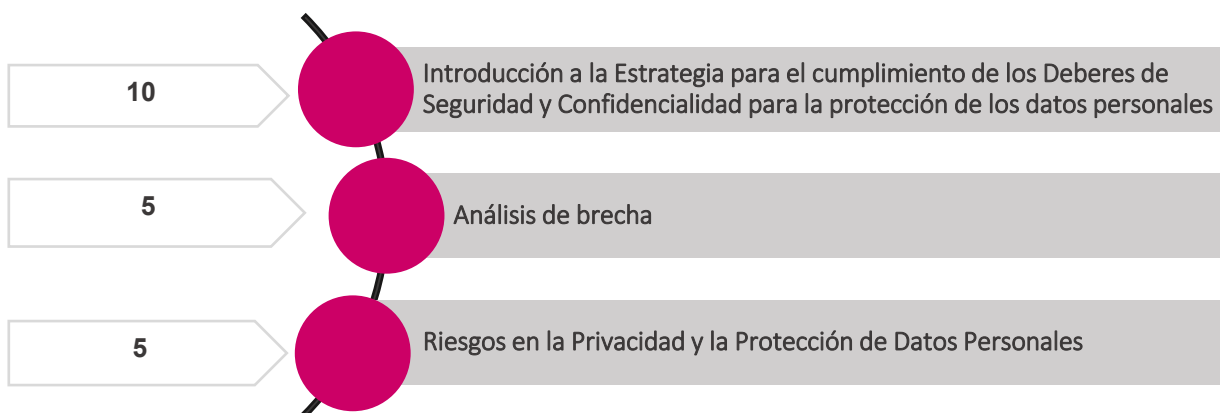 10
Introducción a la Estrategia para el cumplimiento de los Deberes de
Seguridad y Confidencialidad para la protección de los datos personales
5
Análisis de brecha
5
Riesgos en la Privacidad y la Protección de Datos Personales